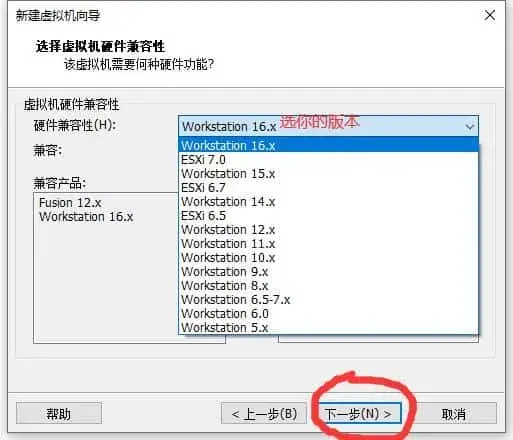 新建虚拟机向导
选择虚拟机硬件兼容性
该虚拟机需要何种硬件功能?
虚拟机硬件兼容性
硬件兼容性(H):
Workstation 16.x
选你的版本
兼容:
Workstation 16.x
ESXi 7.0
Workstation 15.x
ESXi 6.7
Workstation 14.x
ESXi 6.5
Workstation 12.x
Workstation 11.x
Workstation 10.x
Workstation 9.x
Workstation 8.x
Workstation 6.5-7.x
Workstation 6.0
Workstation 5.x
兼容产品:
Fusion 12.x
Workstation 16.x
帮助
< 上一步(B)
下一步(N) >
取消